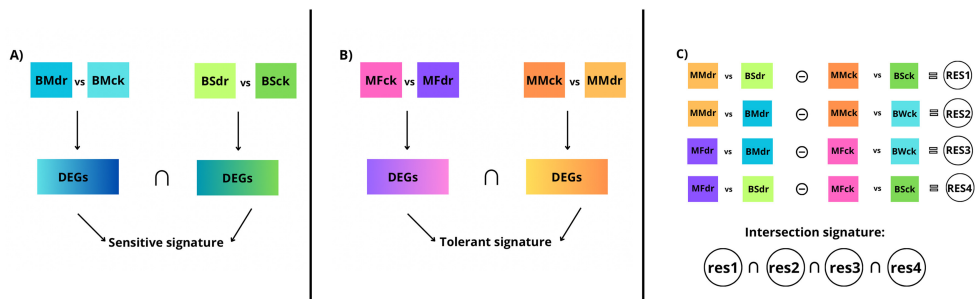 A)
BMdr vs BMck
BSdr vs BSck
DEGs ∩ DEGs
Sensitive signature
B)
MFck vs MFdr
MMck vs MMdr
DEGs ∩ DEGs
Tolerant signature
C)
MMdr vs BSdr ⊖ MMck vs BSck = RES1
MMdr vs BMdr ⊖ MMck vs BWck = RES2
MFdr vs BMdr ⊖ MFck vs BWck = RES3
MFdr vs BSdr ⊖ MFck vs BSck = RES4
Intersection signature:
res1 ∩ res2 ∩ res3 ∩ res4